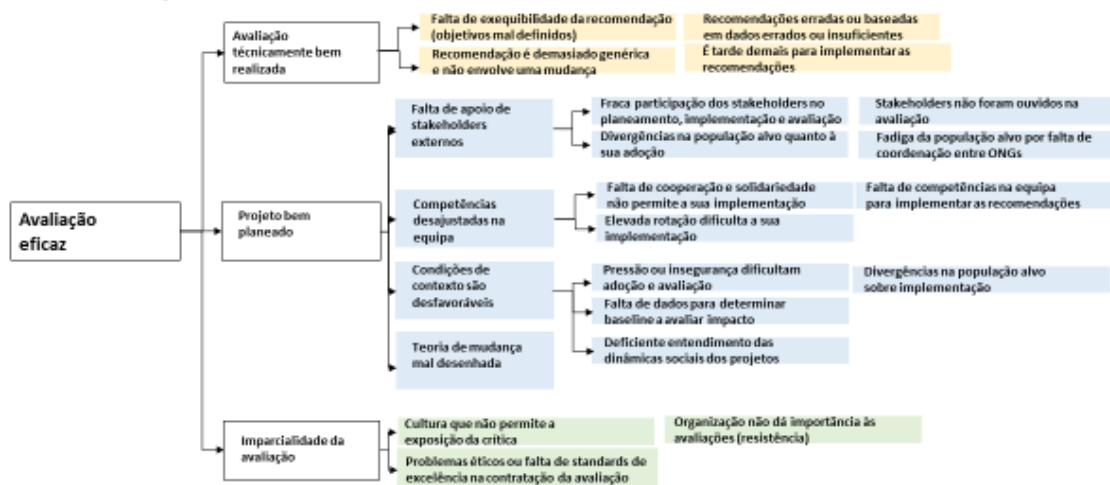 Avaliação
técnicamente bem
realizada
Falta de exequibilidade da recomendação
(objetivos mal definidos)
Recomendações erradas ou baseadas
em dados errados ou insuficientes
Recomendação é demasiado genérica
e não envolve uma mudança
É tarde demais para implementar as
recomendações
Avaliação
eficaz
Projeto bem
planeado
Falta de apoio de
stakeholders
externos
Fraca participação dos stakeholders no
planeamento, implementação e avaliação
Stakeholders não foram ouvidos na
avaliação
Divergências na população alvo quanto à
sua adoção
Fadiga da população alvo por falta de
coordenação entre ONGs
Competências
desajustadas na
equipa
Falta de cooperação e solidariedade
não permite a sua implementação
Falta de competências na equipa
para implementar as recomendações
Elevada rotação dificulta a sua
implementação
Condições de
contexto são
desfavoráveis
Pressão ou insegurança dificultam
adoção e avaliação
Divergências na população alvo
sobre implementação
Falta de dados para determinar
baseline a avaliar impacto
Teoria de mudança
mal desenhada
Deficiente entendimento das
dinâmicas sociais dos projetos
Imparcialidade da
avaliação
Cultura que não permite a
exposição da crítica
Organização não dá importância às
avaliações (resistência)
Problemas éticos ou falta de standards de
excelência na contratação da avaliação